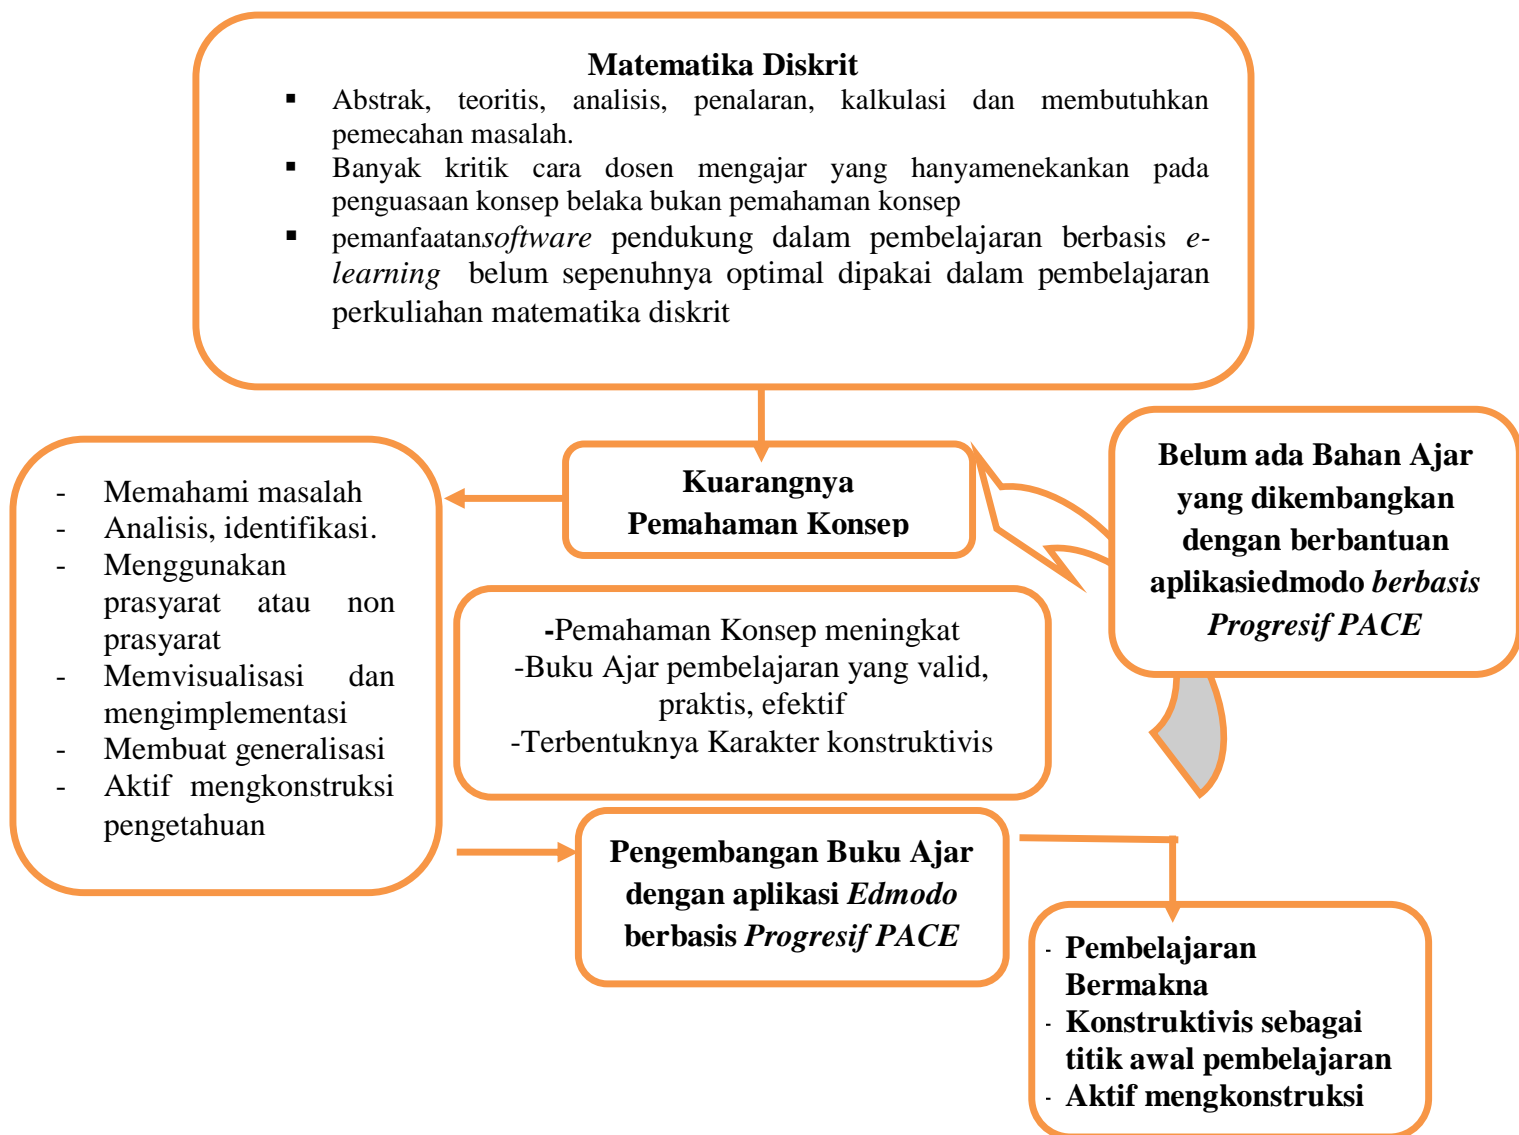 Matematika Diskrit
▪ Abstrak, teoritis, analisis, penalaran, kalkulasi dan membutuhkan
pemecahan masalah.
▪ Banyak kritik cara dosen mengajar yang hanyamenekankan pada
penguasaan konsep belaka bukan pemahaman konsep
▪ pemanfaatansoftware pendukung dalam pembelajaran berbasis e-
learning belum sepenuhnya optimal dipakai dalam pembelajaran
perkuliahan matematika diskrit
Kuarangnya
Pemahaman Konsep
Belum ada Bahan Ajar
yang dikembangkan
dengan berbantuan
aplikasiedmodo berbasis
Progresif PACE
- Memahami masalah
- Analisis, identifikasi.
- Menggunakan
prasyarat atau non
prasyarat
- Memvisualisasi dan
mengimplementasi
- Membuat generalisasi
- Aktif mengkonstruksi
pengetahuan
-Pemahaman Konsep meningkat
-Buku Ajar pembelajaran yang valid,
praktis, efektif
-Terbentuknya Karakter konstruktivis
Pengembangan Buku Ajar
dengan aplikasi Edmodo
berbasis Progresif PACE
- Pembelajaran
Bermakna
- Konstruktivis sebagai
titik awal pembelajaran
- Aktif mengkonstruksi